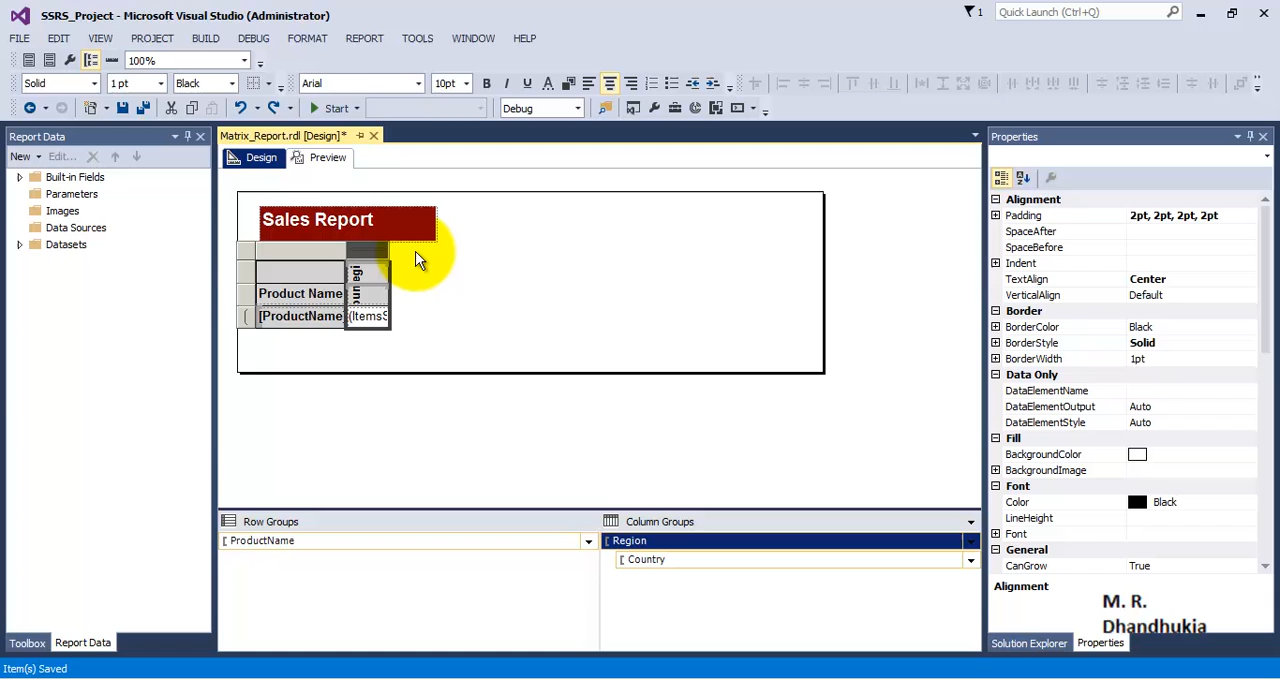 SSRS_Project - Microsoft Visual Studio (Administrator)
1
Quick Launch (Ctrl+Q)
FILE EDIT VIEW PROJECT BUILD DEBUG FORMAT REPORT TOOLS WINDOW HELP
100%
Solid 1 pt Black Arial 10pt B I U A
Start Debug
Report Data
New Edit...
Built-in Fields
Parameters
Images
Data Sources
Datasets
Toolbox Report Data
Matrix_Report.rdl [Design]*
Design Preview
Sales Report
egi
Product Name
oun
[ProductName]
(ItemsS
Row Groups
[ ProductName
Column Groups
[ Region
[ Country
Properties
Alignment
Padding 2pt, 2pt, 2pt, 2pt
SpaceAfter
SpaceBefore
Indent
TextAlign Center
VerticalAlign Default
Border
BorderColor Black
BorderStyle Solid
BorderWidth 1pt
Data Only
DataElementName
DataElementOutput Auto
DataElementStyle Auto
Fill
BackgroundColor
BackgroundImage
Font
Color Black
LineHeight
Font
General
CanGrow True
Alignment
M. R.
Dhandhukia
Solution Explorer Properties
Item(s) Saved